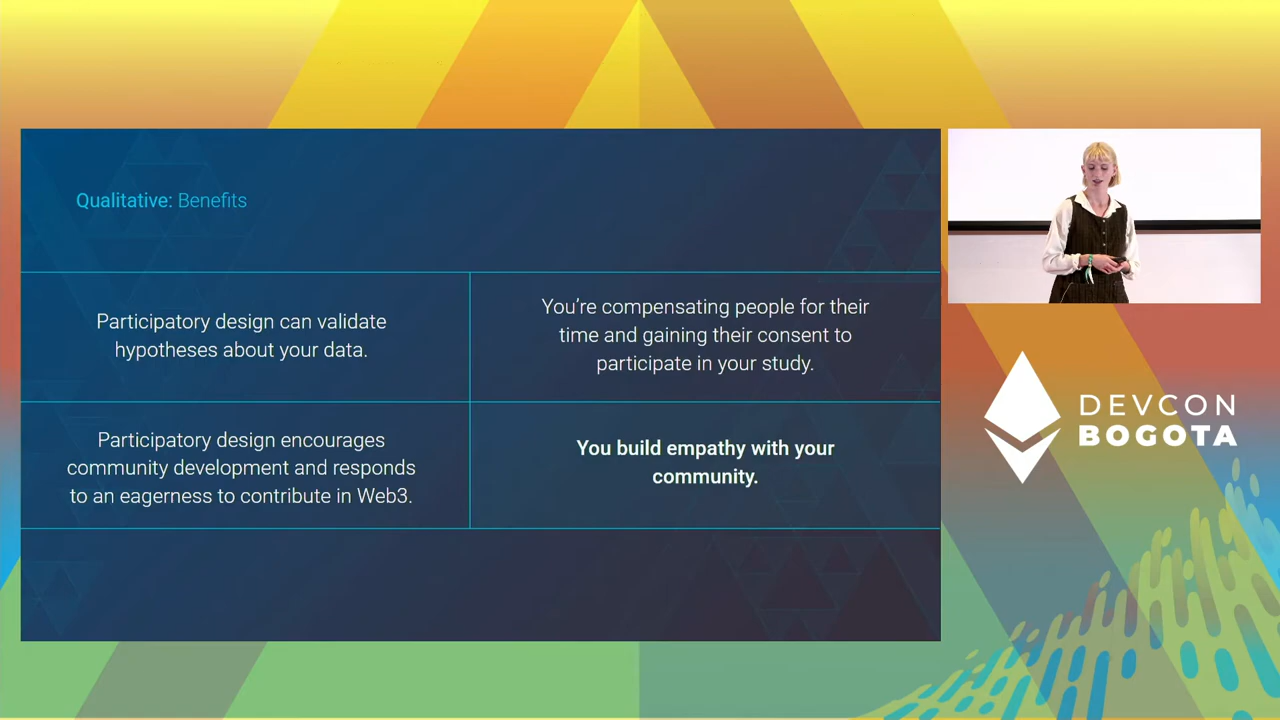 Qualitative: Benefits
Participatory design can validate
hypotheses about your data.
You’re compensating people for their
time and gaining their consent to
participate in your study.
Participatory design encourages
community development and responds
to an eagerness to contribute in Web3.
You build empathy with your
community.
DEVCON
BOGOTA